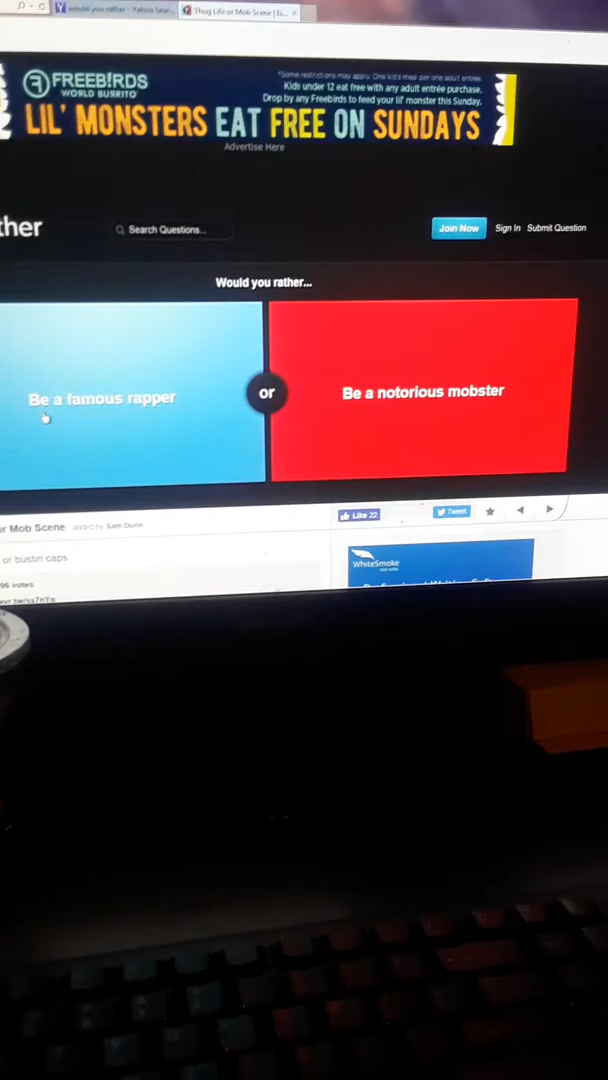 would you rather - Yahoo Sear...
Thug Life or Mob Scene | Ei...
FREEBIRDS
WORLD BURRITO
*Some restrictions may apply. One kid's meal per one adult entrée.
Kids under 12 eat free with any adult entrée purchase.
Drop by any Freebirds to feed your lil' monster this Sunday.
LIL' MONSTERS EAT FREE ON SUNDAYS
Advertise Here
ther
Search Questions...
Join Now
Sign In
Submit Question
Would you rather...
Be a famous rapper
or
Be a notorious mobster
or Mob Scene added by Sam Dunn
Like 22
Tweet
or bustin caps
96 votes
WhiteSmoke